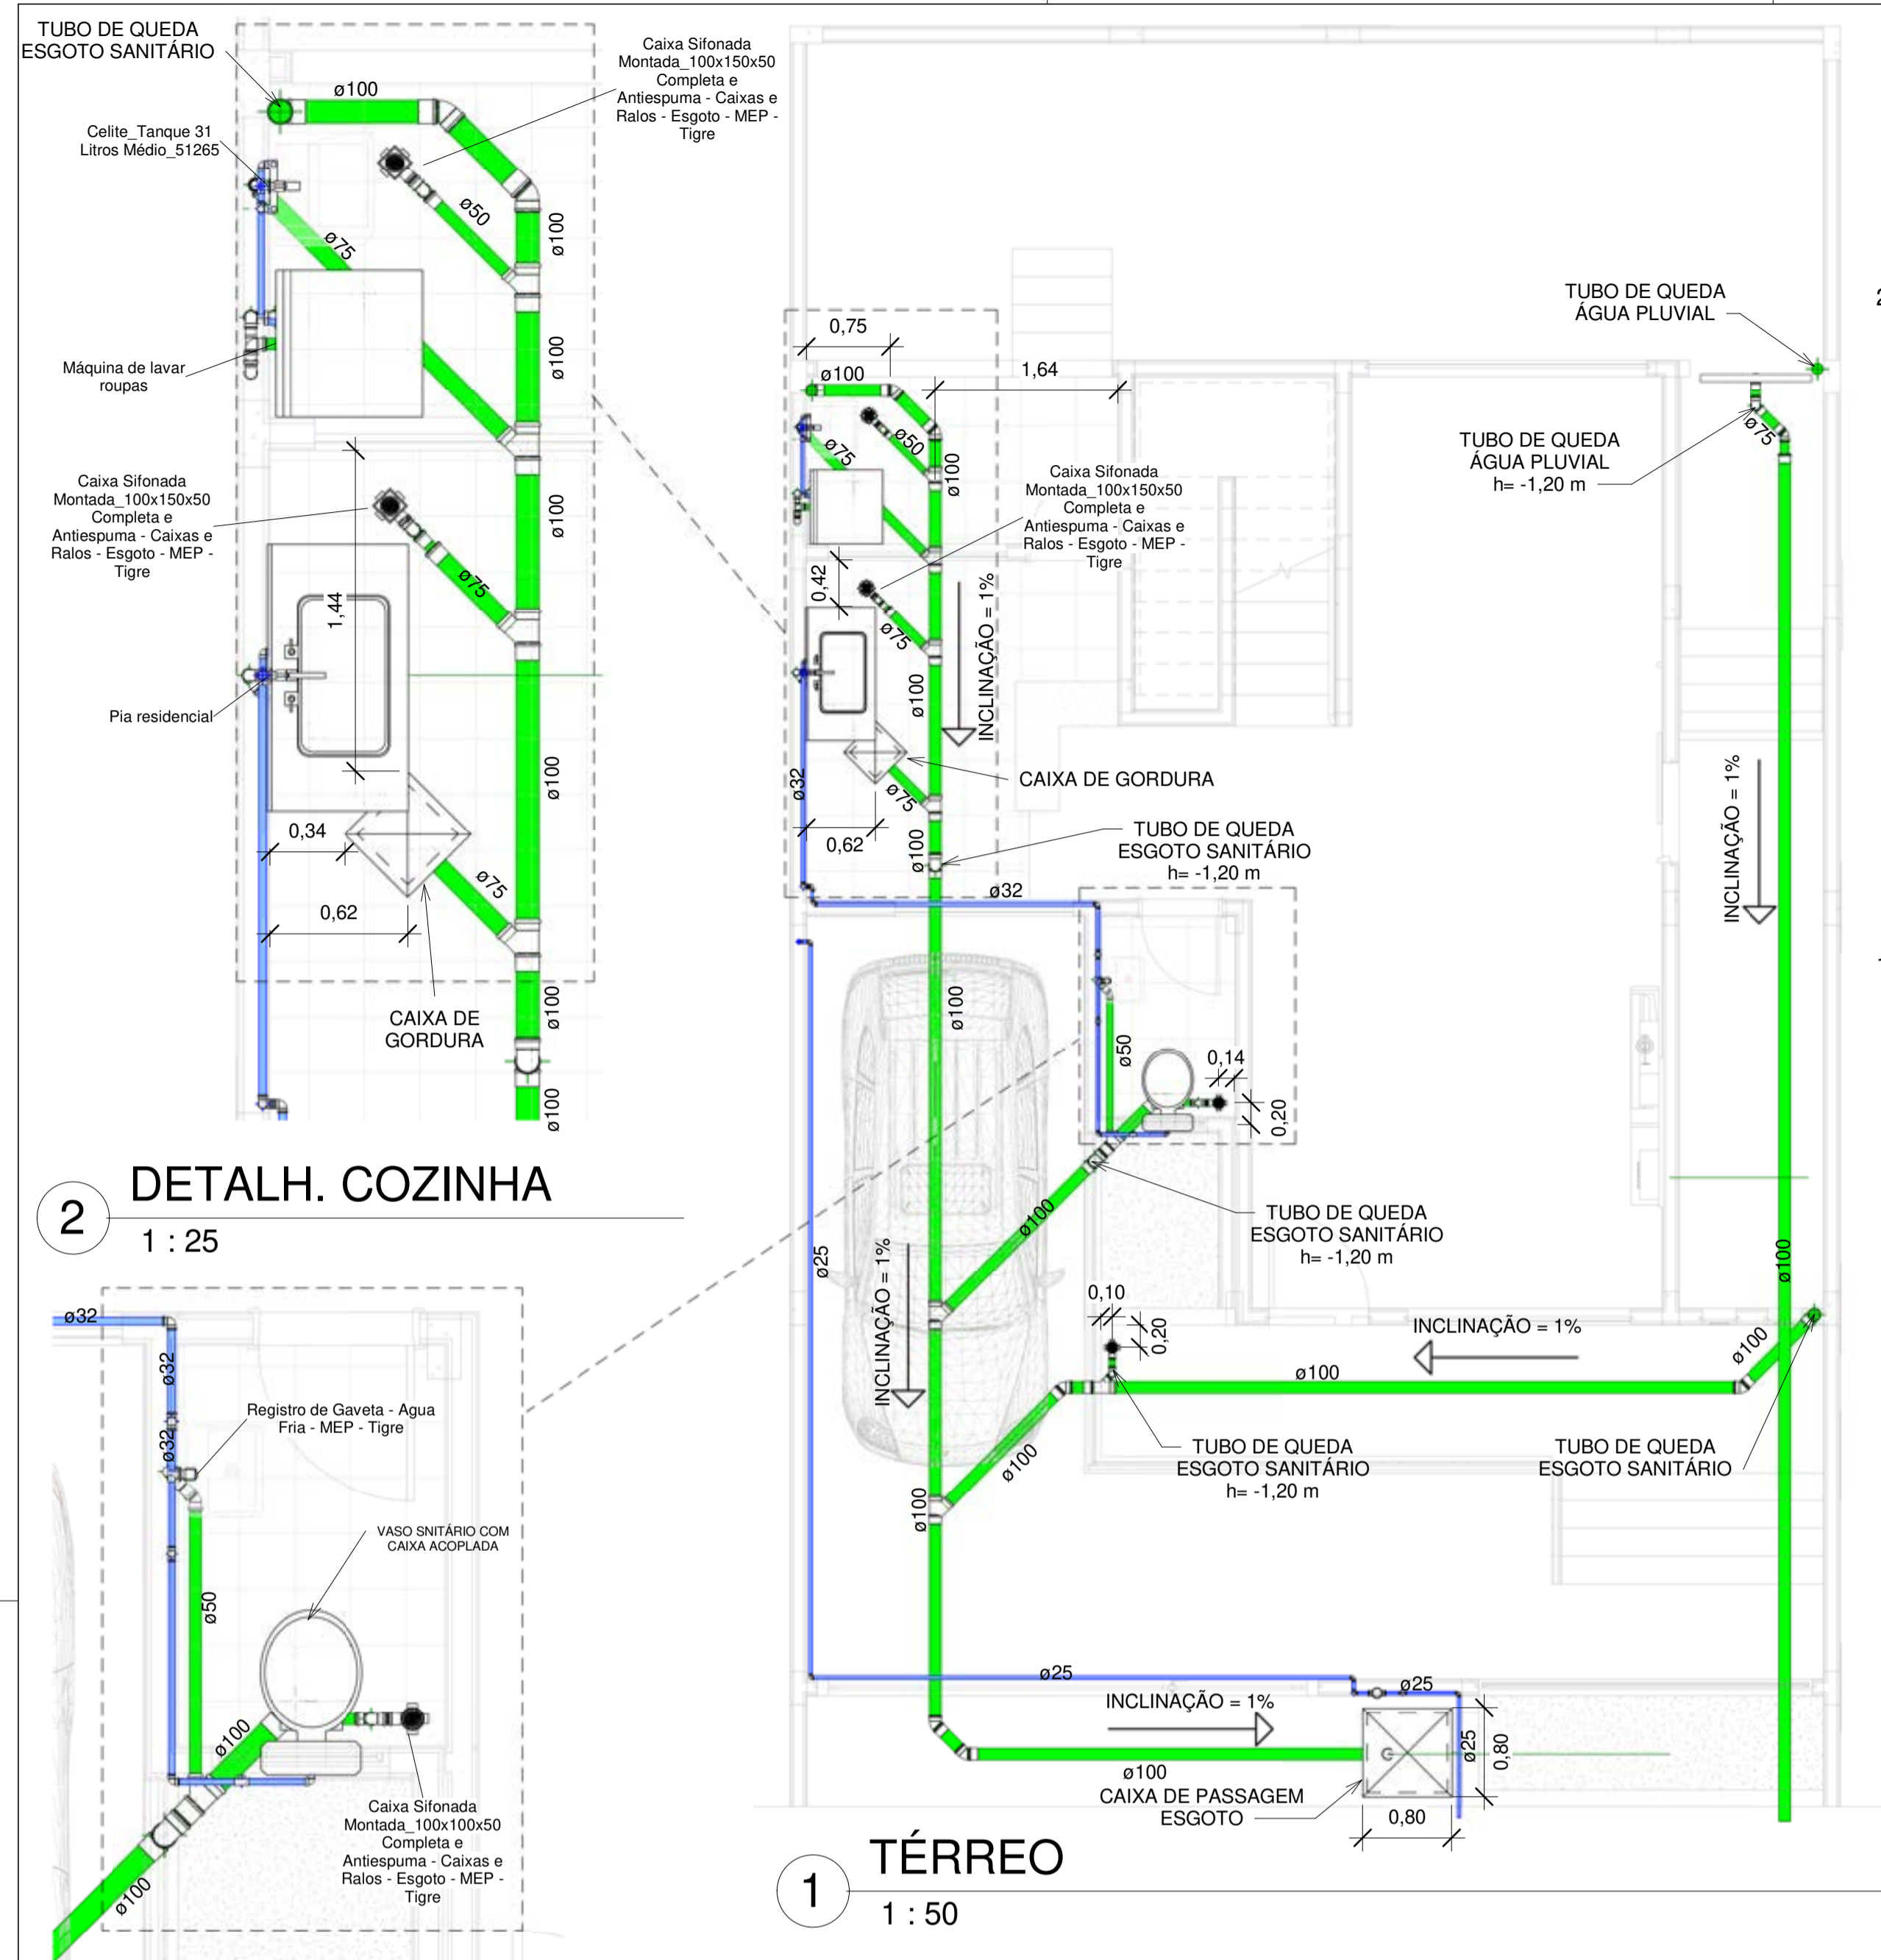 TUBO DE QUEDA
ESGOTO SANITÁRIO
ø100
Caixa Sifonada
Montada_100x150x50
Completa e
Antiespuma - Caixas e
Ralos - Esgoto - MEP -
Tigre
Celite_Tanque 31
Litros Médio_51265
ø50
ø75
ø100
ø100
Máquina de lavar
roupas
Caixa Sifonada
Montada_100x150x50
Completa e
Antiespuma - Caixas e
Ralos - Esgoto - MEP -
Tigre
ø100
ø75
1,44
Pia residencial
ø100
0,34
ø75
0,62
CAIXA DE
GORDURA
ø100
ø100
2
DETALH. COZINHA
1 : 25
ø32
ø32
ø32
Registro de Gaveta - Agua
Fria - MEP - Tigre
VASO SNITÁRIO COM
CAIXA ACOPLADA
ø50
ø100
Caixa Sifonada
Montada_100x100x50
Completa e
Antiespuma - Caixas e
Ralos - Esgoto - MEP -
Tigre
ø100
0,75
ø100
1,64
ø50
ø75
ø100
Caixa Sifonada
Montada_100x150x50
Completa e
Antiespuma - Caixas e
Ralos - Esgoto - MEP -
Tigre
0,42
ø75
INCLINAÇÃO = 1%
ø100
CAIXA DE GORDURA
ø32
ø75
0,62
ø100
TUBO DE QUEDA
ESGOTO SANITÁRIO
h= -1,20 m
ø32
TUBO DE QUEDA
ÁGUA PLUVIAL
2
TUBO DE QUEDA
ÁGUA PLUVIAL
h= -1,20 m
ø75
INCLINAÇÃO = 1%
ø100
ø50
0,14
0,20
ø100
TUBO DE QUEDA
ESGOTO SANITÁRIO
h= -1,20 m
ø25
INCLINAÇÃO = 1%
0,10
0,20
INCLINAÇÃO = 1%
ø100
ø100
ø100
ø100
TUBO DE QUEDA
ESGOTO SANITÁRIO
h= -1,20 m
TUBO DE QUEDA
ESGOTO SANITÁRIO
ø100
ø25
ø25
INCLINAÇÃO = 1%
ø25
0,80
ø100
CAIXA DE PASSAGEM
ESGOTO
0,80
1
TÉRREO
1 : 50